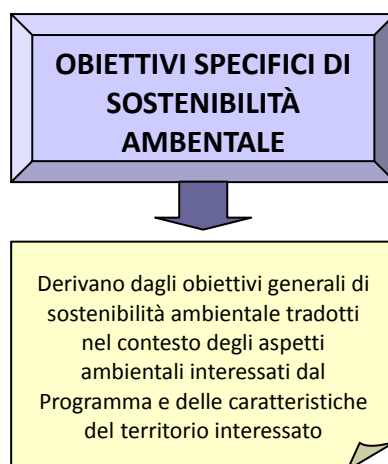 OBIETTIVI SPECIFICI DI
SOSTENIBILITÀ
AMBENTALE
Derivano dagli obiettivi generali di
sostenibilità ambientale tradotti
nel contesto degli aspetti
ambientali interessati dal
Programma e delle caratteristiche
del territorio interessato